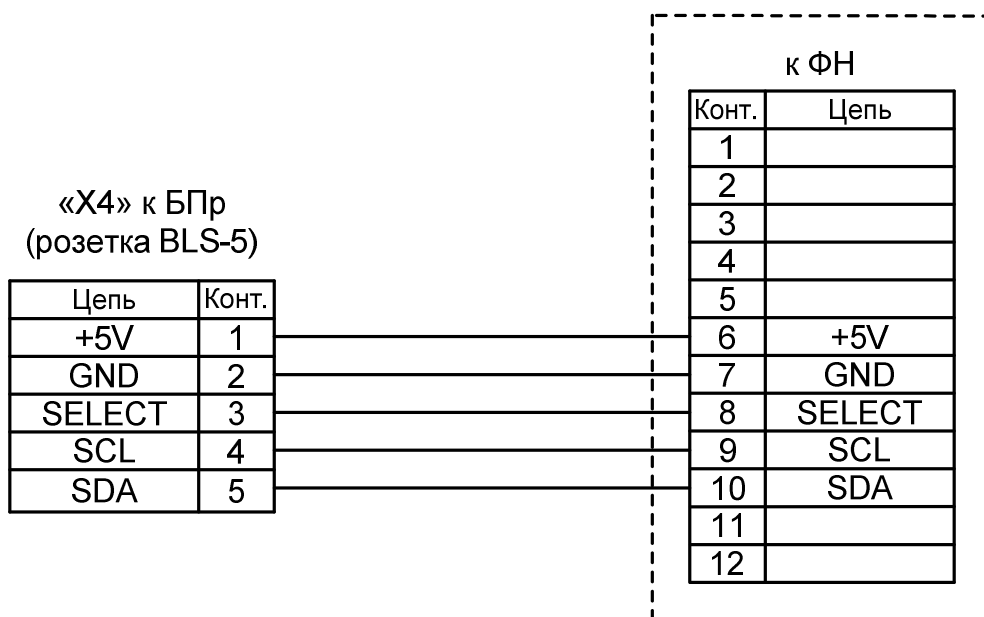 к ФН
Конт. Цепь
1
2
3
4
5
6 +5V
7 GND
8 SELECT
9 SCL
10 SDA
11
12
«X4» к БПр
(розетка BLS-5)
Цепь Конт.
+5V 1
GND 2
SELECT 3
SCL 4
SDA 5